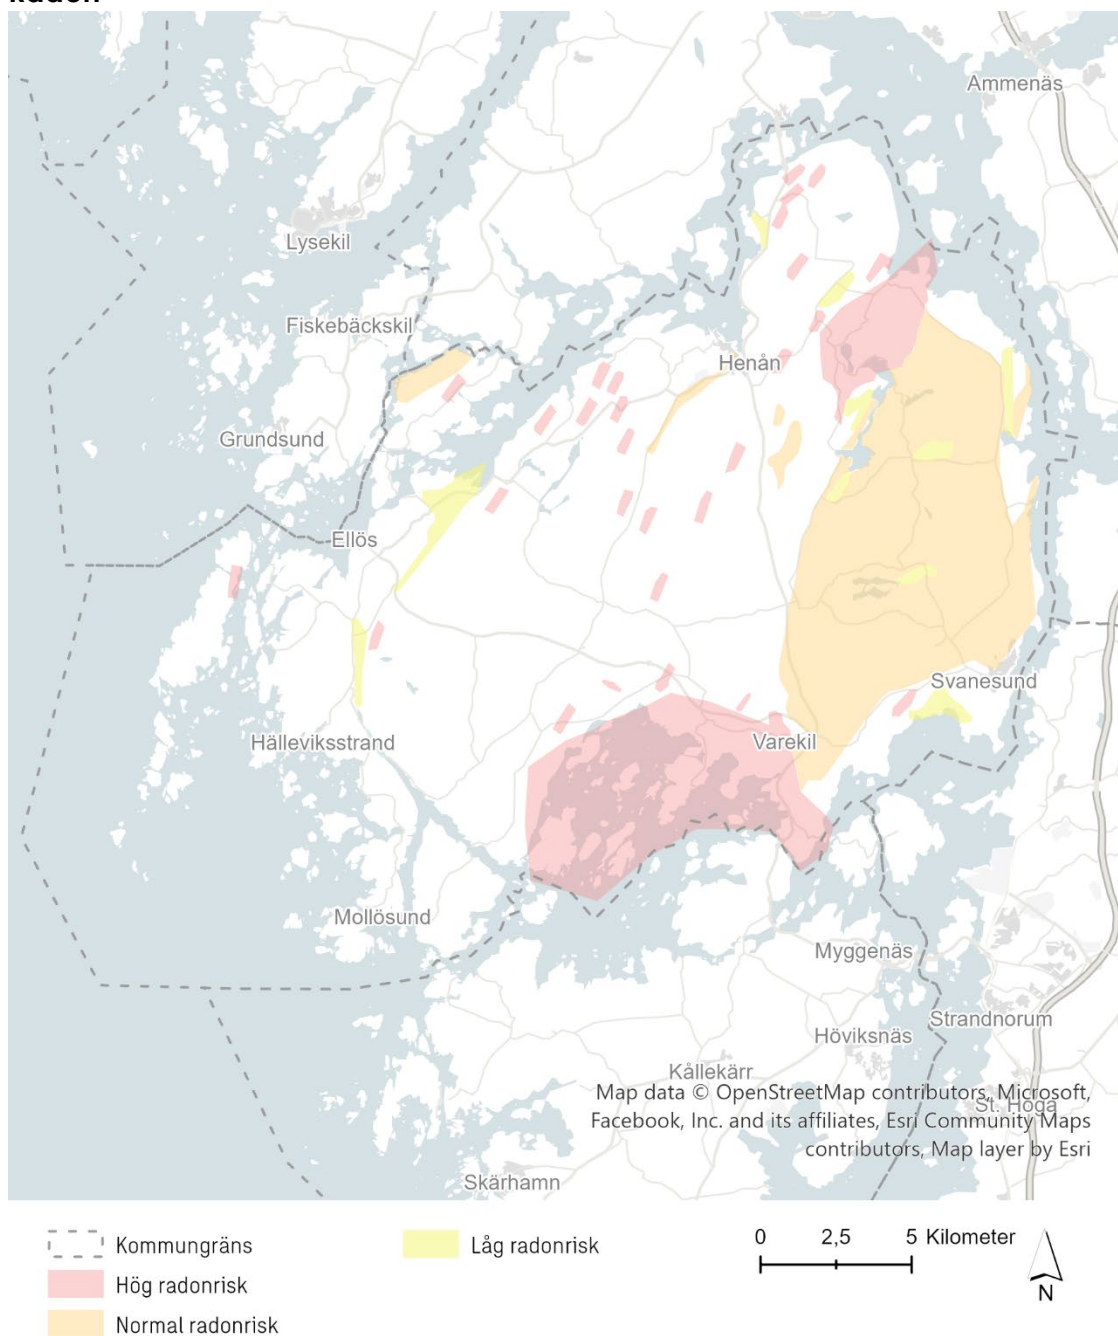 Ammenäs
Lysekil
Fiskebäckskil
Henån
Grundsund
Ellös
Svanesund
Hälleviksstrand
Varekil
Mollösund
Myggenäs
Strandnorum
Höviksnäs
Kållekärr
Map data © OpenStreetMap contributors, Microsoft,
St. Höga
Facebook, Inc. and its affiliates, Esri Community Maps
contributors, Map layer by Esri
Skärhamn
Kommungräns
Låg radonrisk
0 2,5 5 Kilometer
Hög radonrisk
N
Normal radonrisk